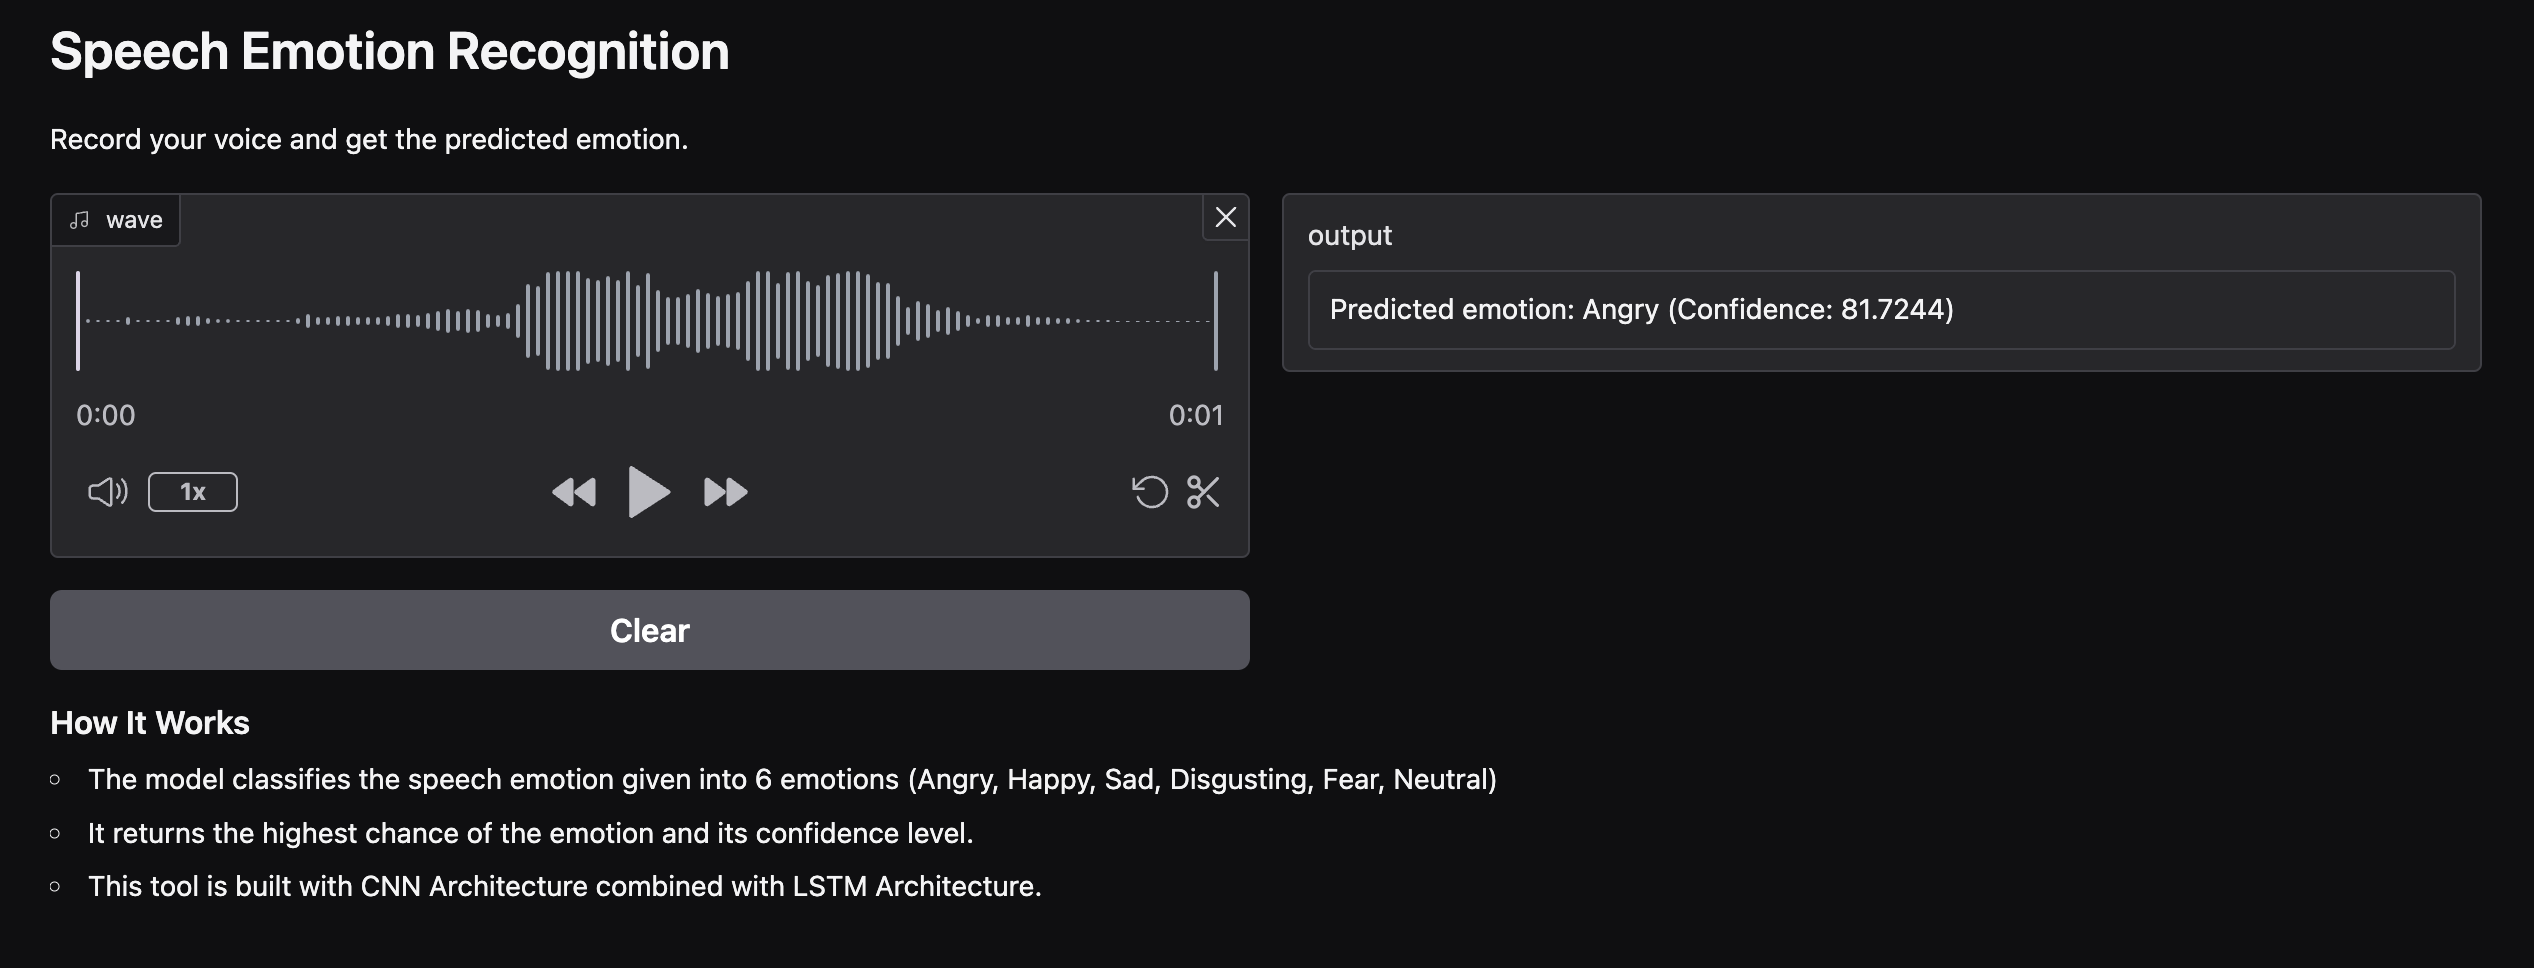 Speech Emotion Recognition
Record your voice and get the predicted emotion.
wave
0:00
0:01
1x
output
Predicted emotion: Angry (Confidence: 81.7244)
Clear
How It Works
The model classifies the speech emotion given into 6 emotions (Angry, Happy, Sad, Disgusting, Fear, Neutral)
It returns the highest chance of the emotion and its confidence level.
This tool is built with CNN Architecture combined with LSTM Architecture.